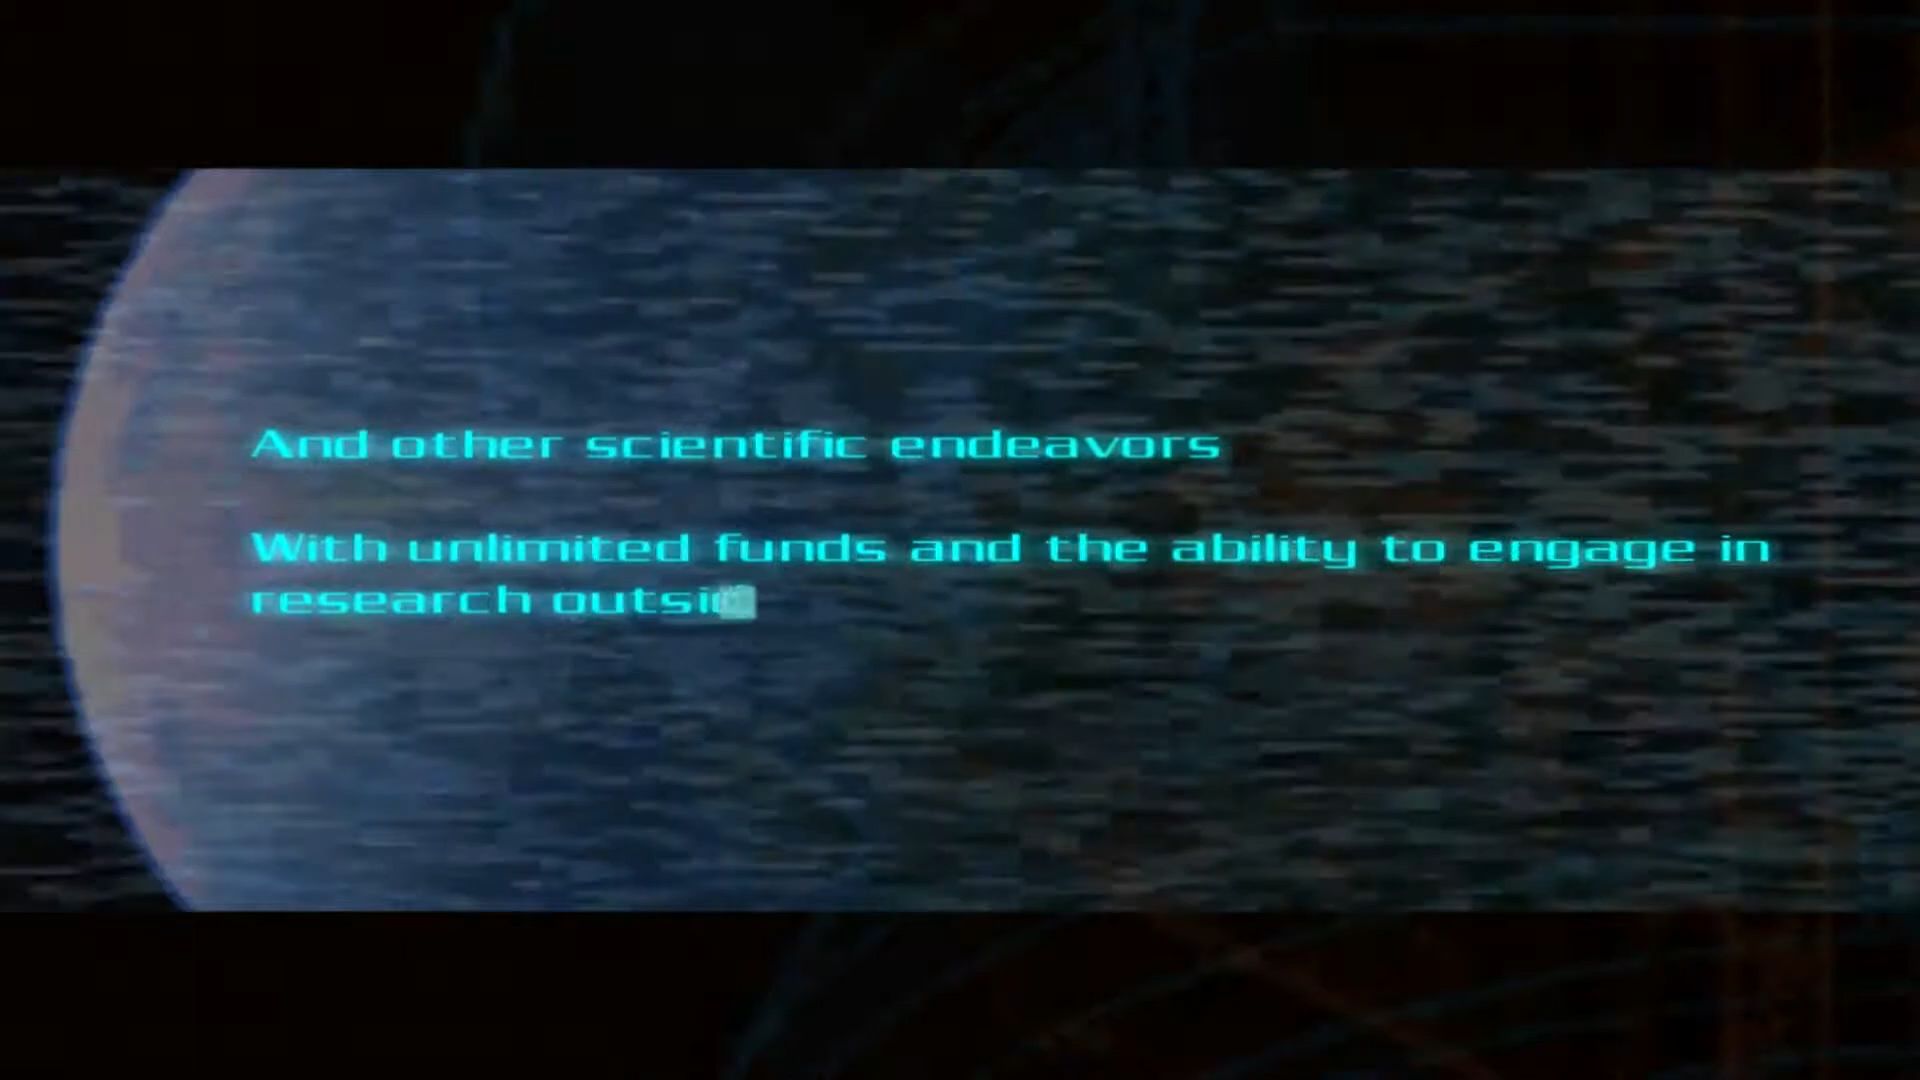 And other scientific endeavors
With unlimited funds and the ability to engage in
research outsi